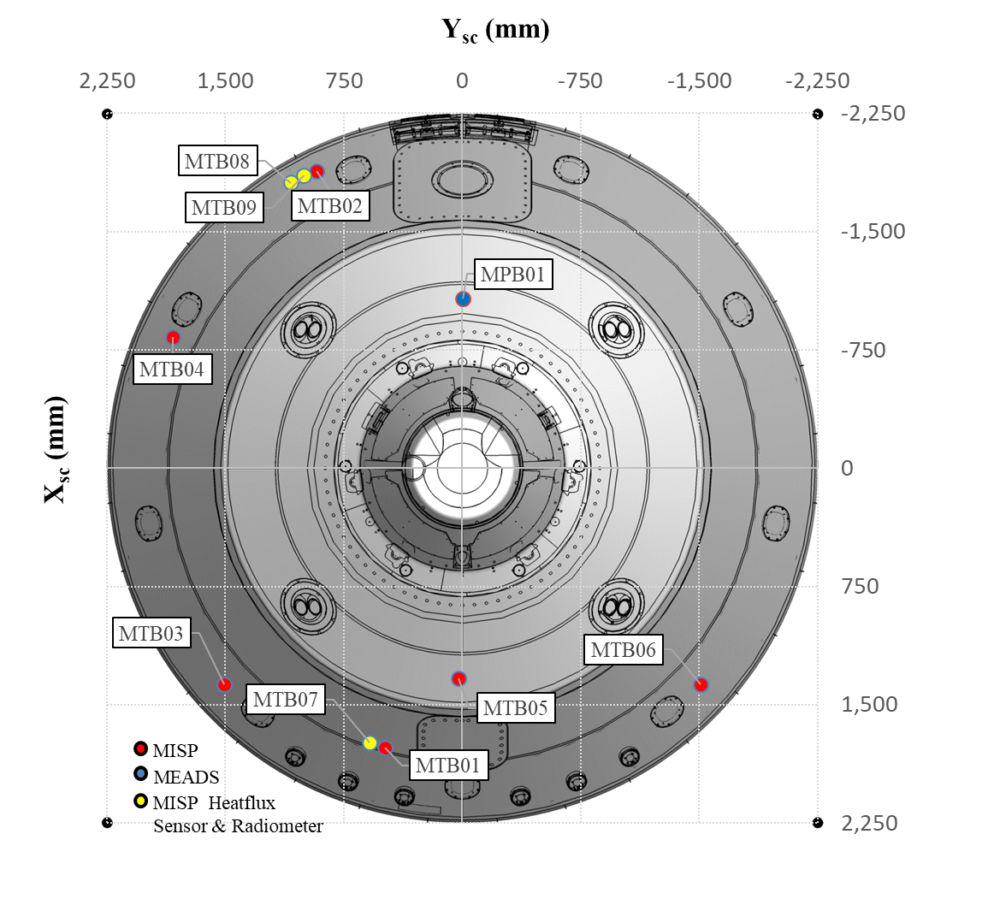 Ysc (mm)
2,250 1,500 750 0 -750 -1,500 -2,250
-2,250
MTB08
MTB09
MTB02
-1,500
MPB01
-750
MTB04
Xsc (mm)
0
750
MTB03
MTB06
MTB07
MTB05
1,500
MISP
MTB01
MEADS
MISP Heatflux
Sensor & Radiometer
2,250